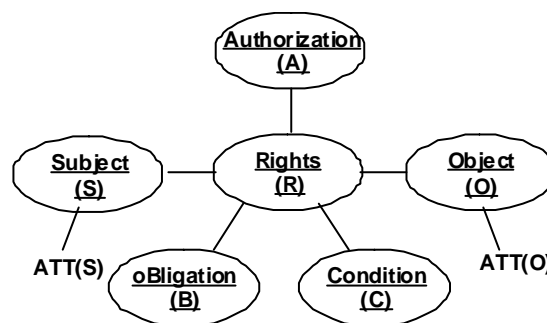 Authorization
(A)
Subject
(S)
Rights
(R)
Object
(O)
ATT(S)
oBligation
(B)
Condition
(C)
ATT(O)